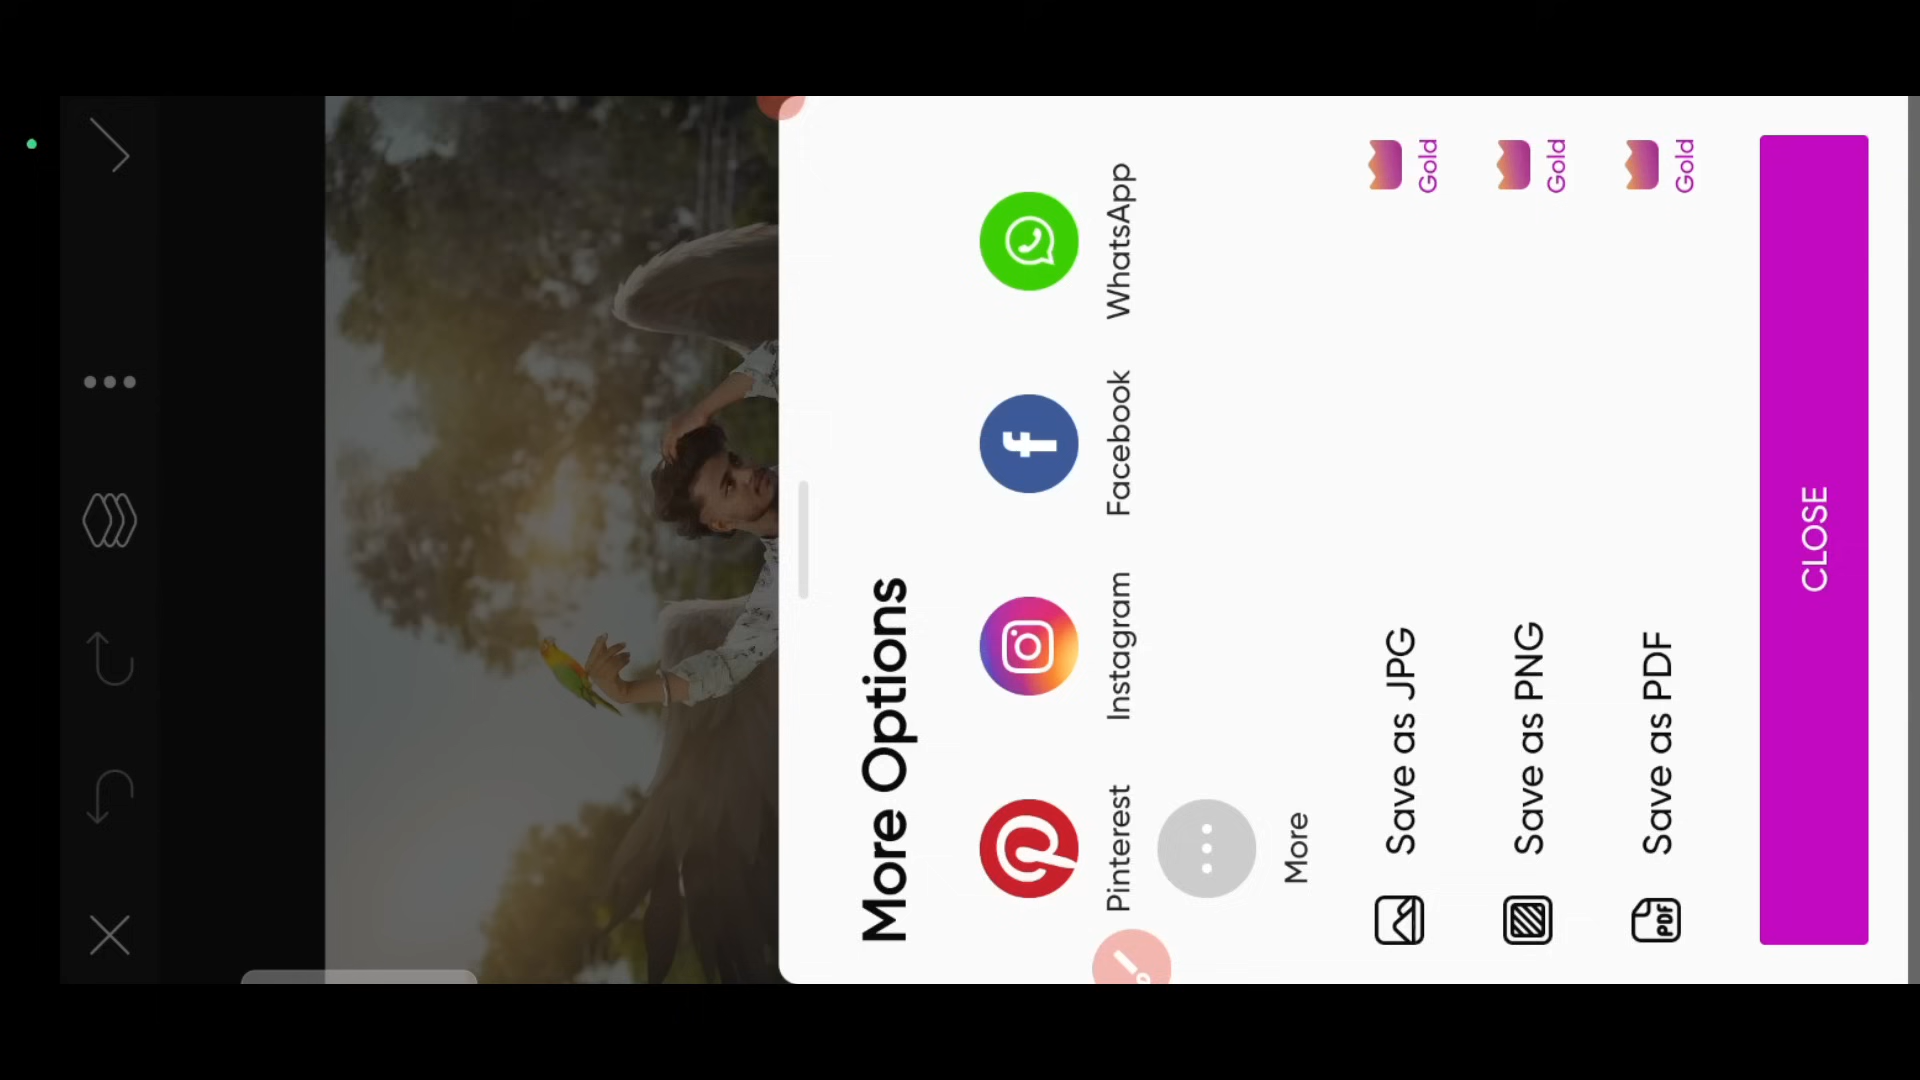 More Options
Pinterest Instagram Facebook WhatsApp
More
Save as JPG Gold
Save as PNG Gold
PDF Save as PDF Gold
CLOSE